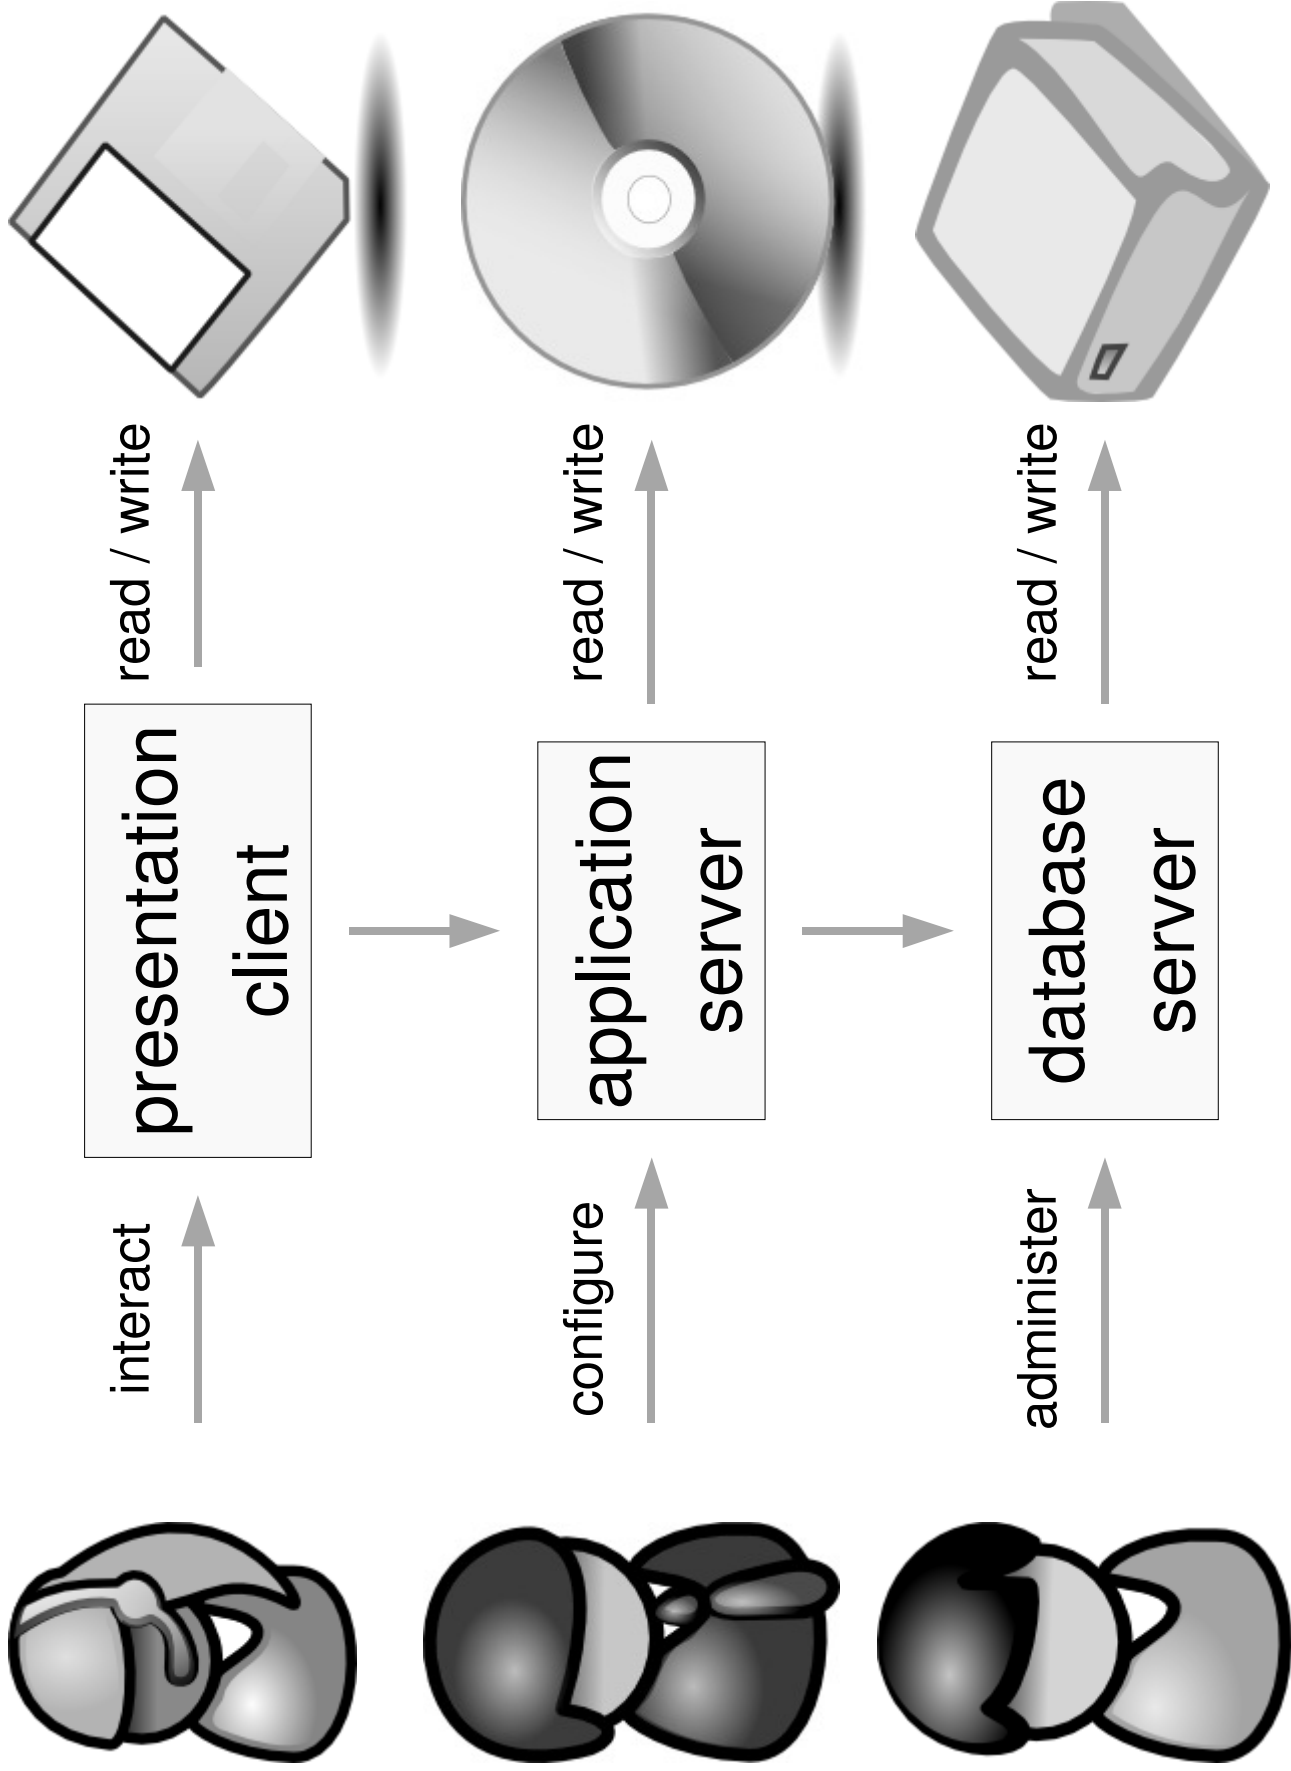 interact
presentation
client
read / write
configure
application
server
read / write
administer
database
server
read / write